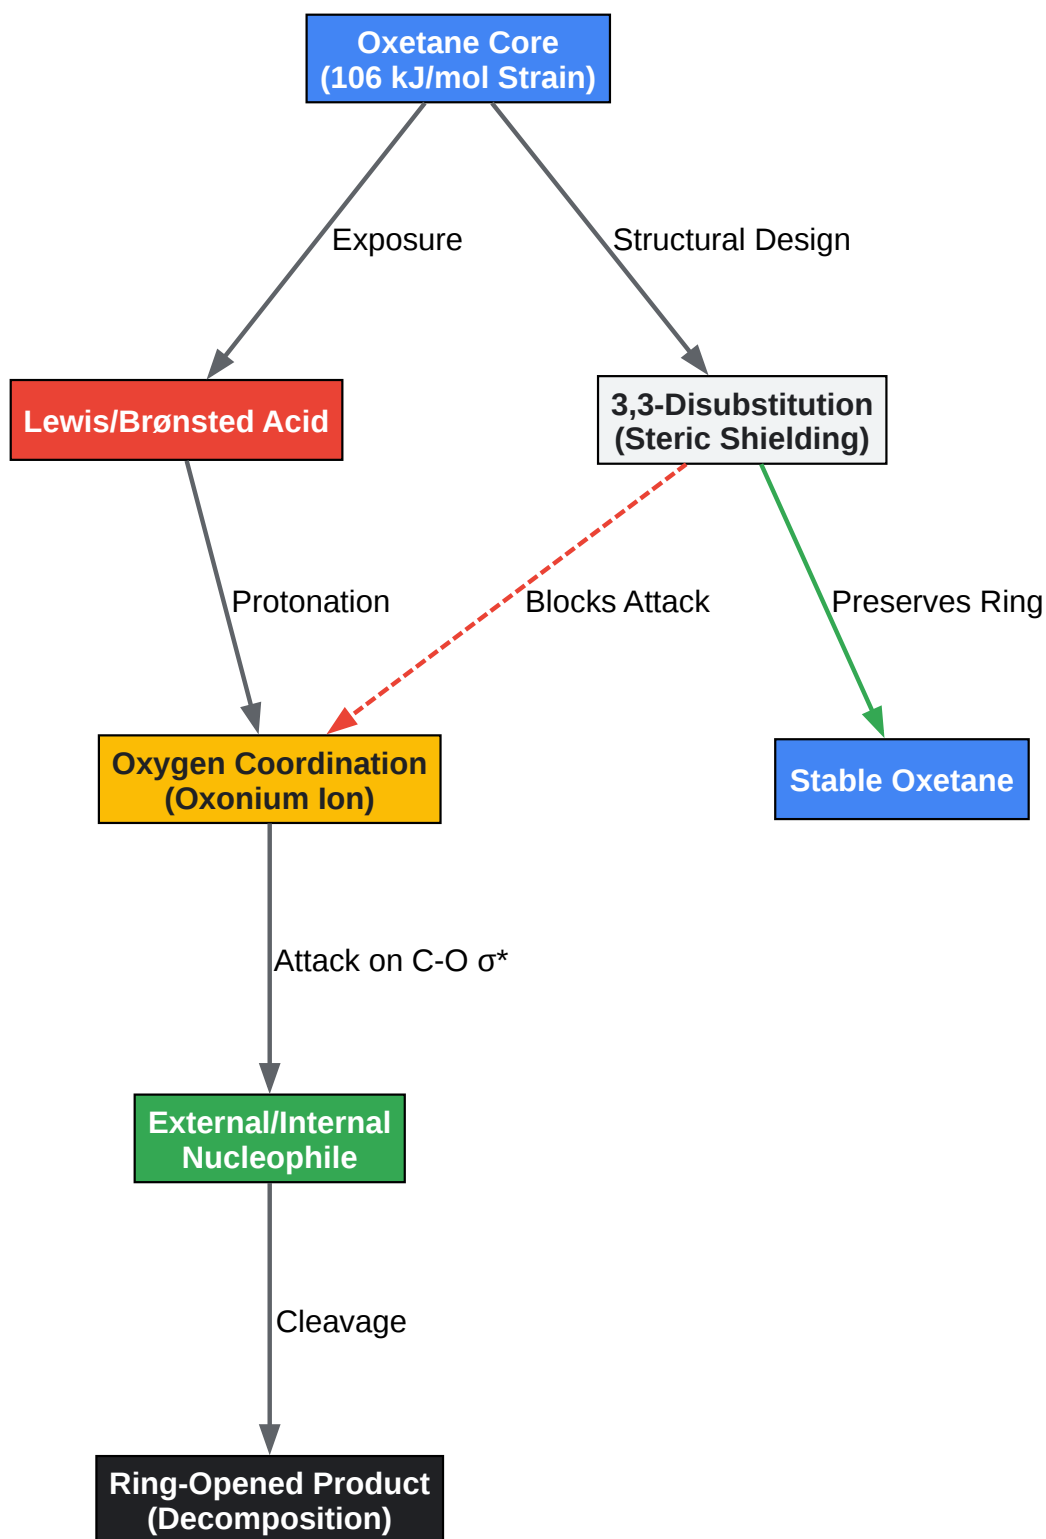 Oxetane Core
(106 kJ/mol Strain)
Exposure
Structural Design
Lewis/Brønsted Acid
3,3-Disubstitution
(Steric Shielding)
Protonation
Blocks Attack
Preserves Ring
Oxygen Coordination
(Oxonium Ion)
Stable Oxetane
Attack on C-O σ*
External/Internal
Nucleophile
Cleavage
Ring-Opened Product
(Decomposition)